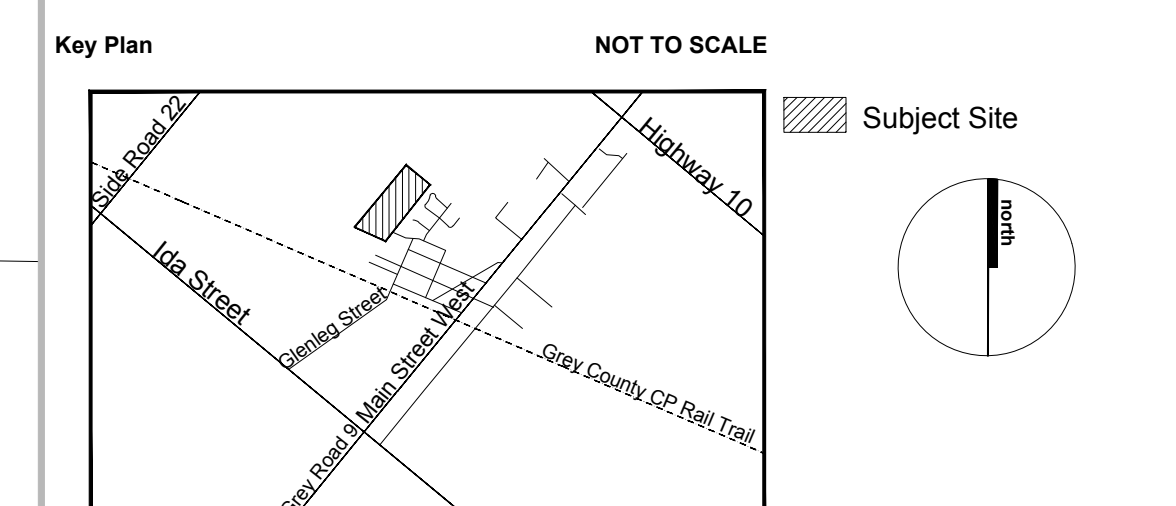 Key Plan
NOT TO SCALE
Side Road 22
Highway 10
Subject Site
north
Ida Street
Glenleg Street
Main Street West
Grey County CP Rail Trail
Grey Road 9